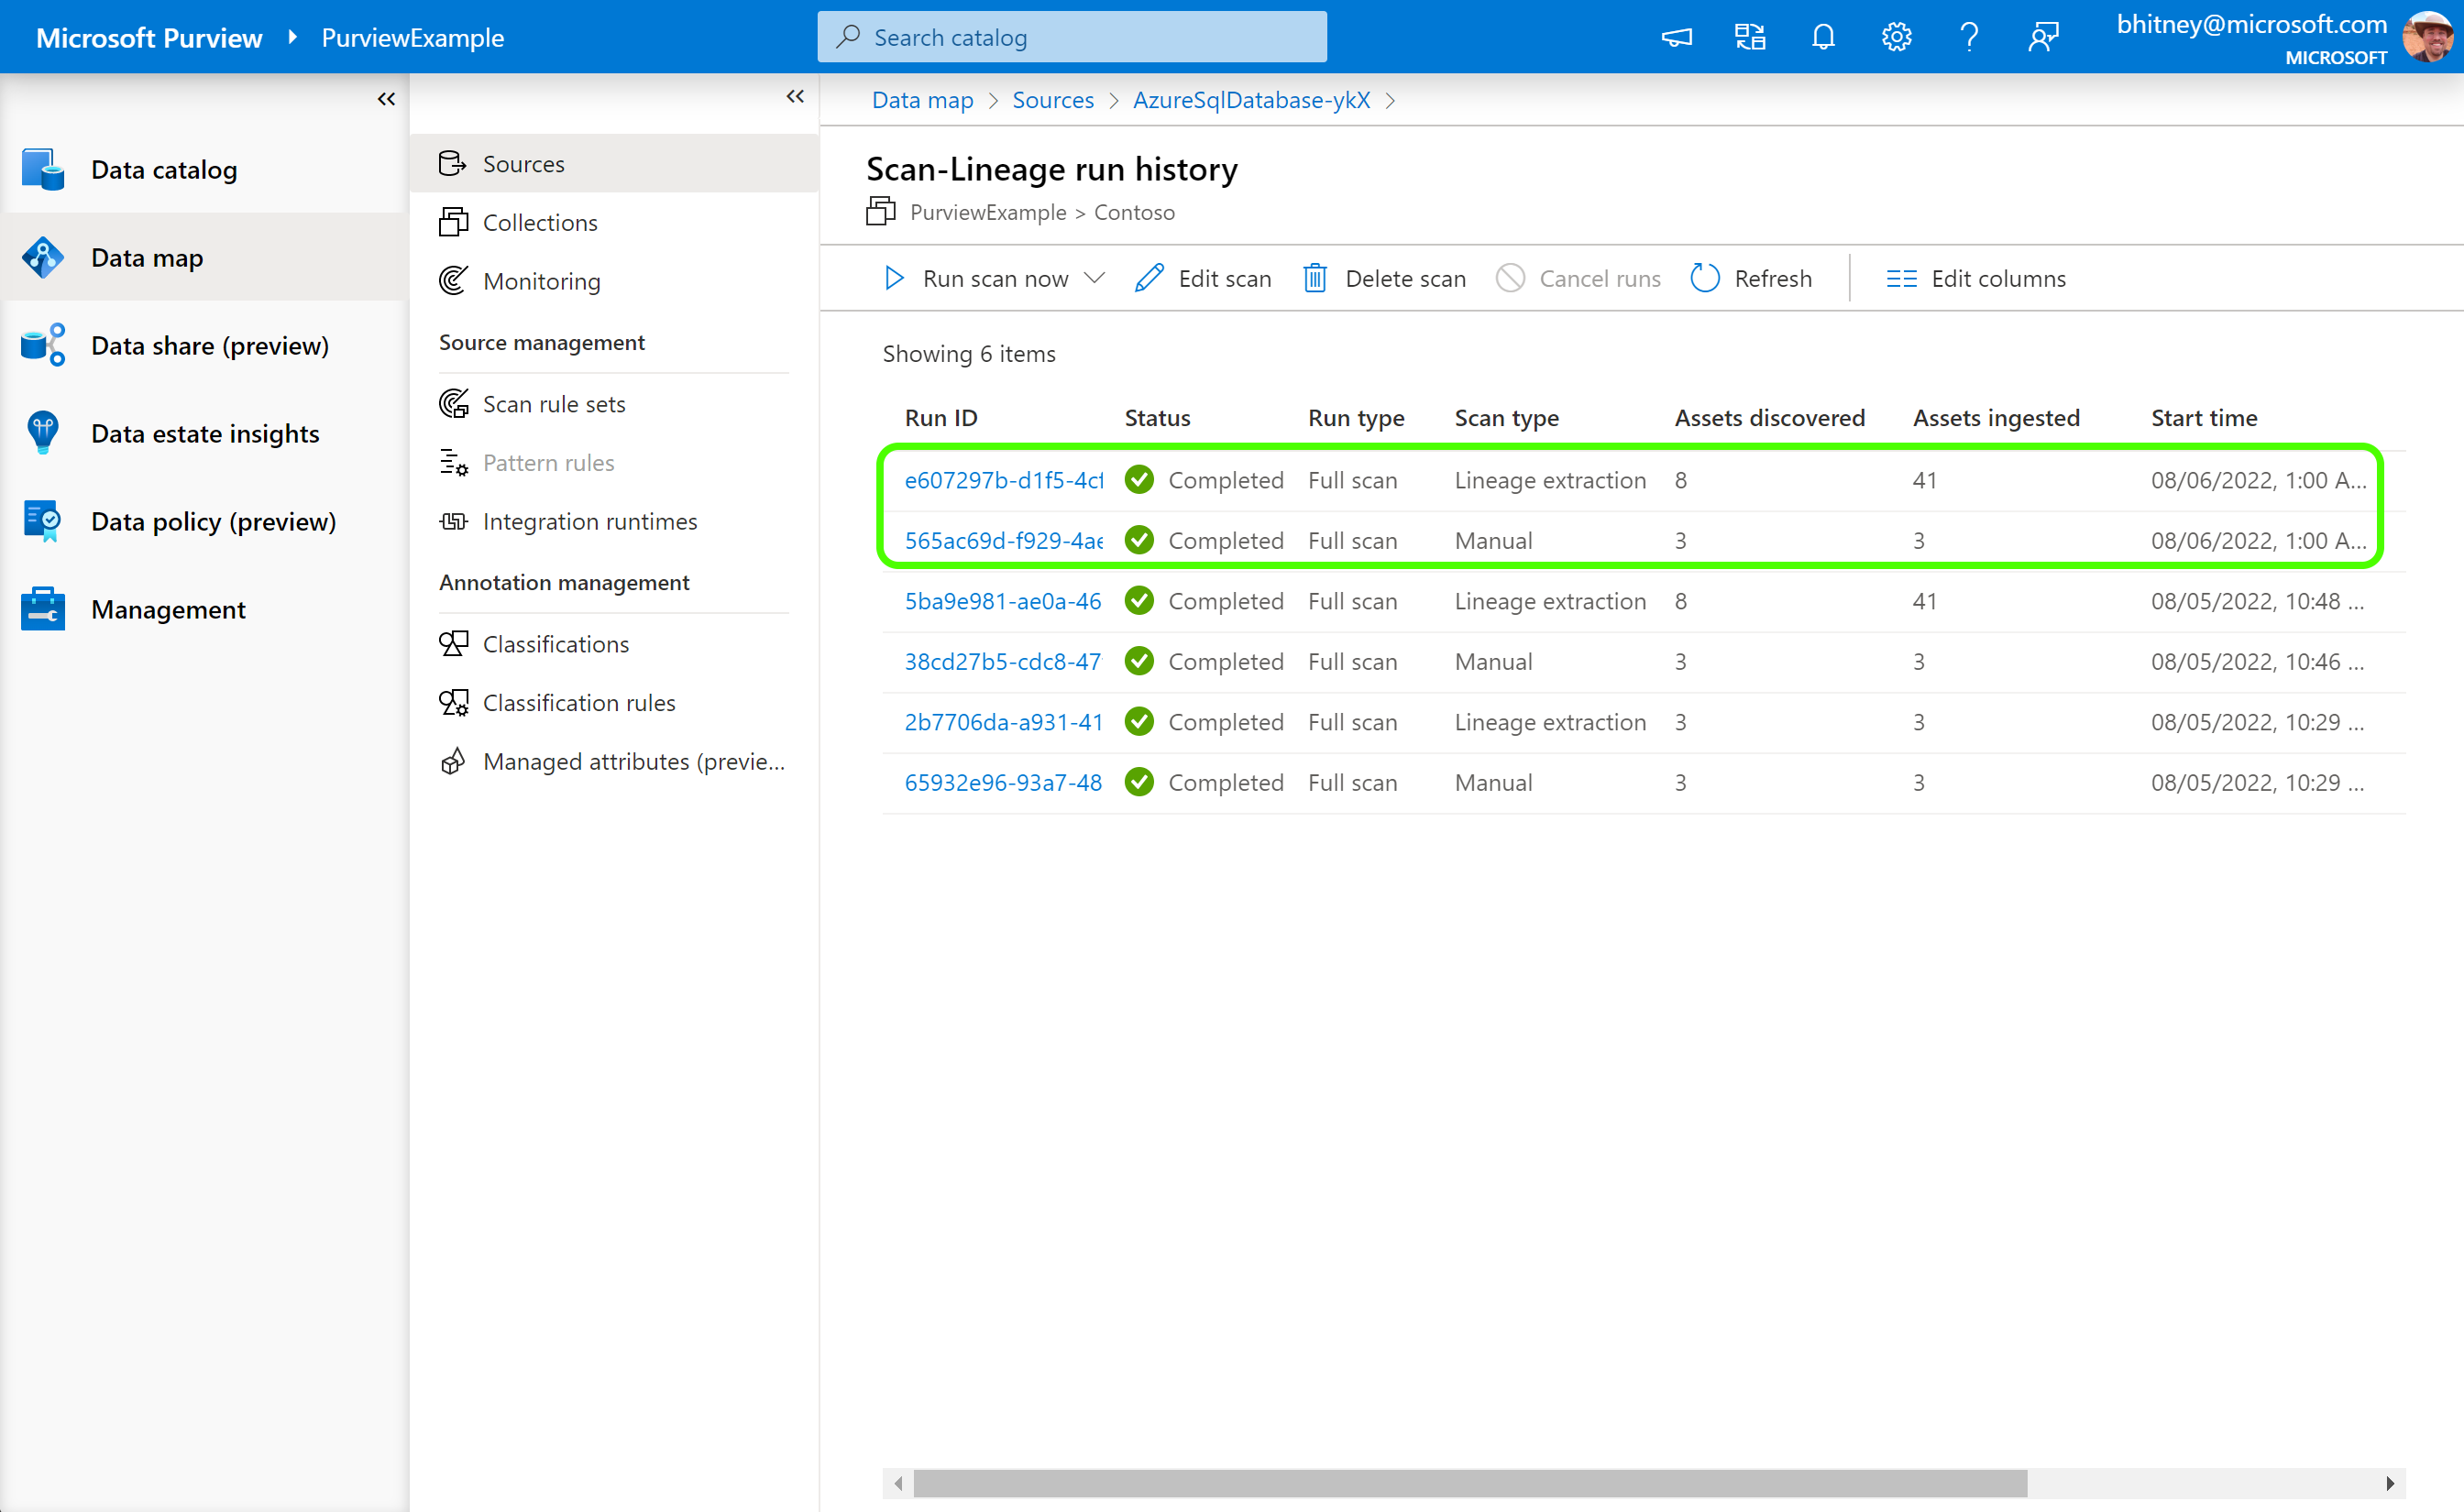 Microsoft Purview PurviewExample
Search catalog
bhitney@microsoft.com
MICROSOFT
Data catalog
Data map
Data share (preview)
Data estate insights
Data policy (preview)
Management
Sources
Collections
Monitoring
Source management
Scan rule sets
Pattern rules
Integration runtimes
Annotation management
Classifications
Classification rules
Managed attributes (previe...
Data map > Sources > AzureSqlDatabase-ykX >
Scan-Lineage run history
PurviewExample > Contoso
Run scan now Edit scan Delete scan Cancel runs Refresh Edit columns
Showing 6 items
Run ID Status Run type Scan type Assets discovered Assets ingested Start time
e607297b-d1f5-4cf Completed Full scan Lineage extraction 8 41 08/06/2022, 1:00 A...
565ac69d-f929-4ae Completed Full scan Manual 3 3 08/06/2022, 1:00 A...
5ba9e981-ae0a-46 Completed Full scan Lineage extraction 8 41 08/05/2022, 10:48 ...
38cd27b5-cdc8-47 Completed Full scan Manual 3 3 08/05/2022, 10:46 ...
2b7706da-a931-41 Completed Full scan Lineage extraction 3 3 08/05/2022, 10:29 ...
65932e96-93a7-48 Completed Full scan Manual 3 3 08/05/2022, 10:29 ...